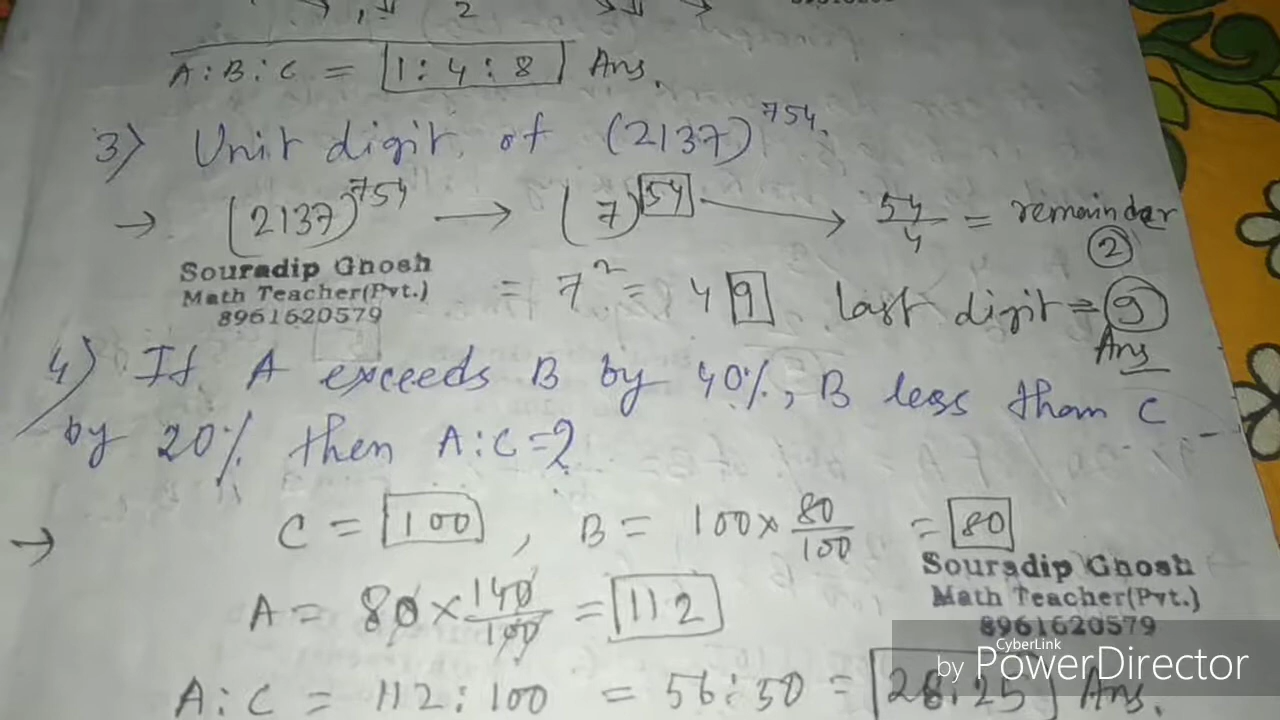 2
A : B : C = 1 : 4 : 8 Ans.
3) Unit digit of (2137)^754.
→ (2137)^754 → (7)^54 → 54/4 = remainder 2
Souradip Ghosh
Math Teacher(Pvt.)
8961620579
= 7^2 = 49 last digit = 9 Ans
4) If A exceeds B by 40%, B less than C
by 20% then A:C=?
→ C = 100, B = 100 × 80/100 = 80
Souradip Ghosh
Math Teacher(Pvt.)
8961620579
A = 80 × 140/100 = 112
A : C = 112 : 100 = 56 : 50 = 28 : 25 Ans.
CyberLink
by PowerDirector